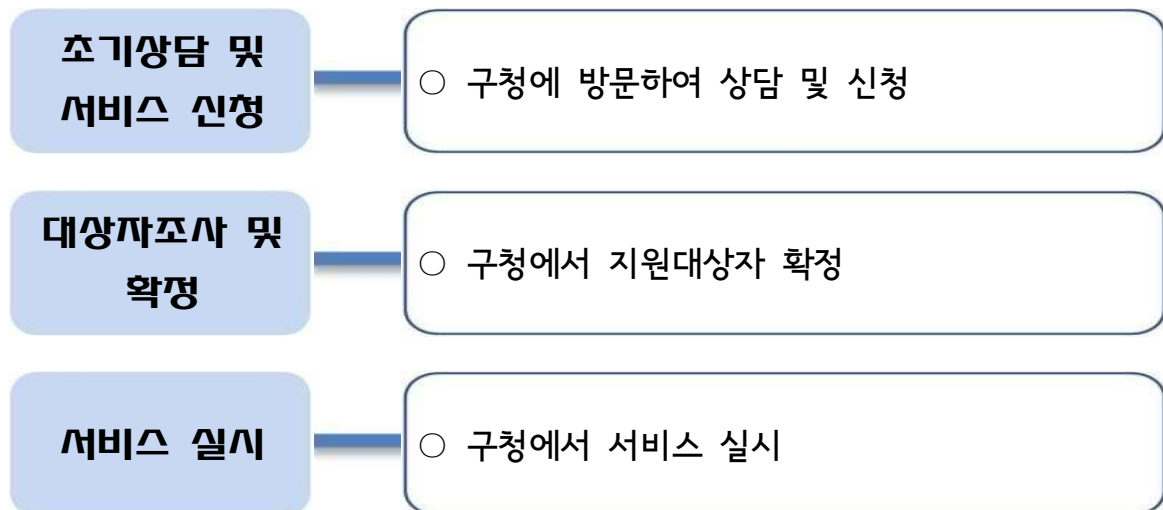 초기상담 및
서비스 신청
○ 구청에 방문하여 상담 및 신청
대상자조사 및
확정
○ 구청에서 지원대상자 확정
서비스 실시
○ 구청에서 서비스 실시